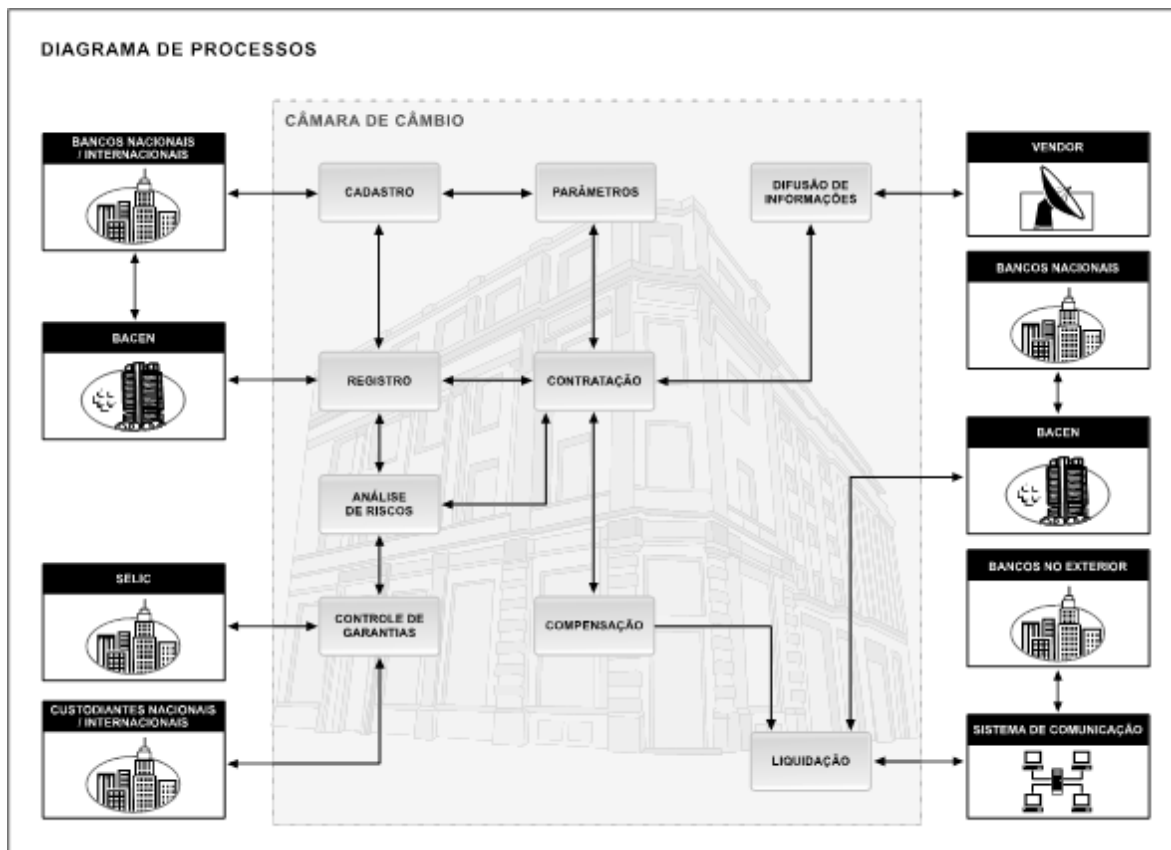 DIAGRAMA DE PROCESSOS
CÂMARA DE CÂMBIO
BANCOS NACIONAIS
/ INTERNACIONAIS
CADASTRO
PARÂMETROS
DIFUSÃO DE
INFORMAÇÕES
VENDOR
BANCOS NACIONAIS
BACEN
REGISTRO
CONTRATAÇÃO
BACEN
ANÁLISE
DE RISCOS
SELIC
CONTROLE DE
GARANTIAS
COMPENSAÇÃO
BANCOS NO EXTERIOR
CUSTODIANTES NACIONAIS
/ INTERNACIONAIS
LIQUIDAÇÃO
SISTEMA DE COMUNICAÇÃO